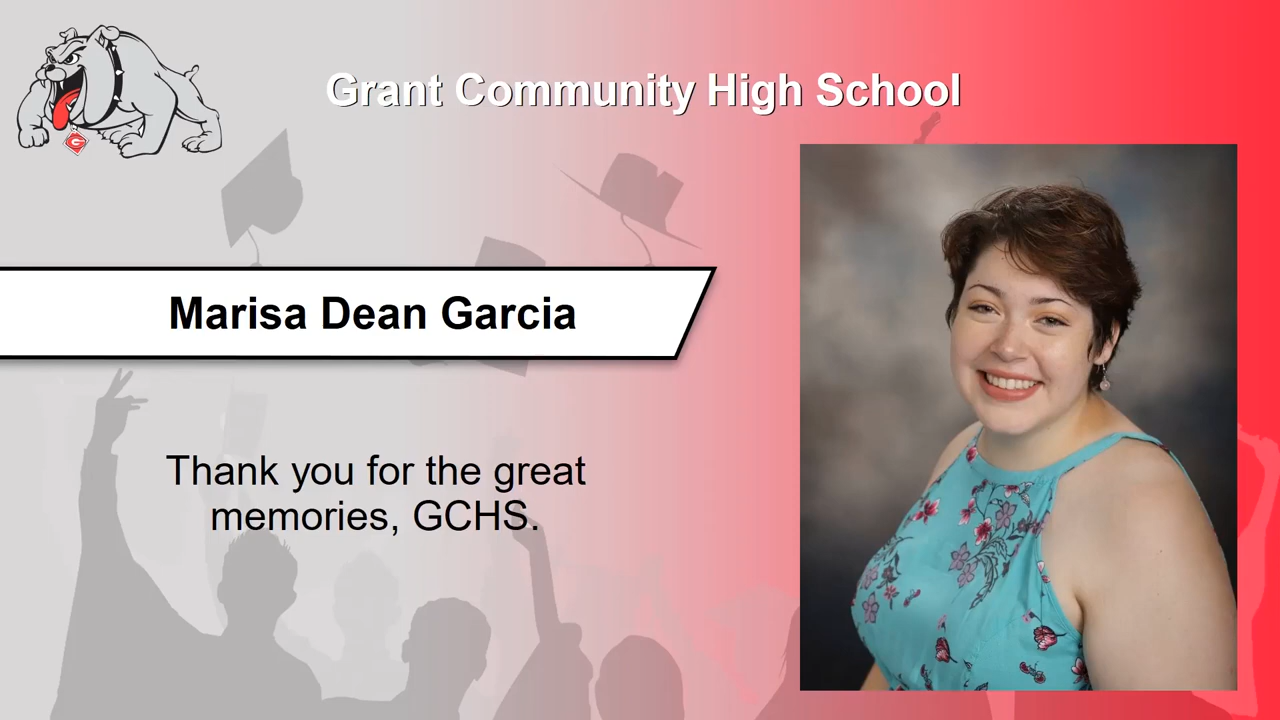 Grant Community High School
Marisa Dean Garcia
Thank you for the great
memories, GCHS.
G